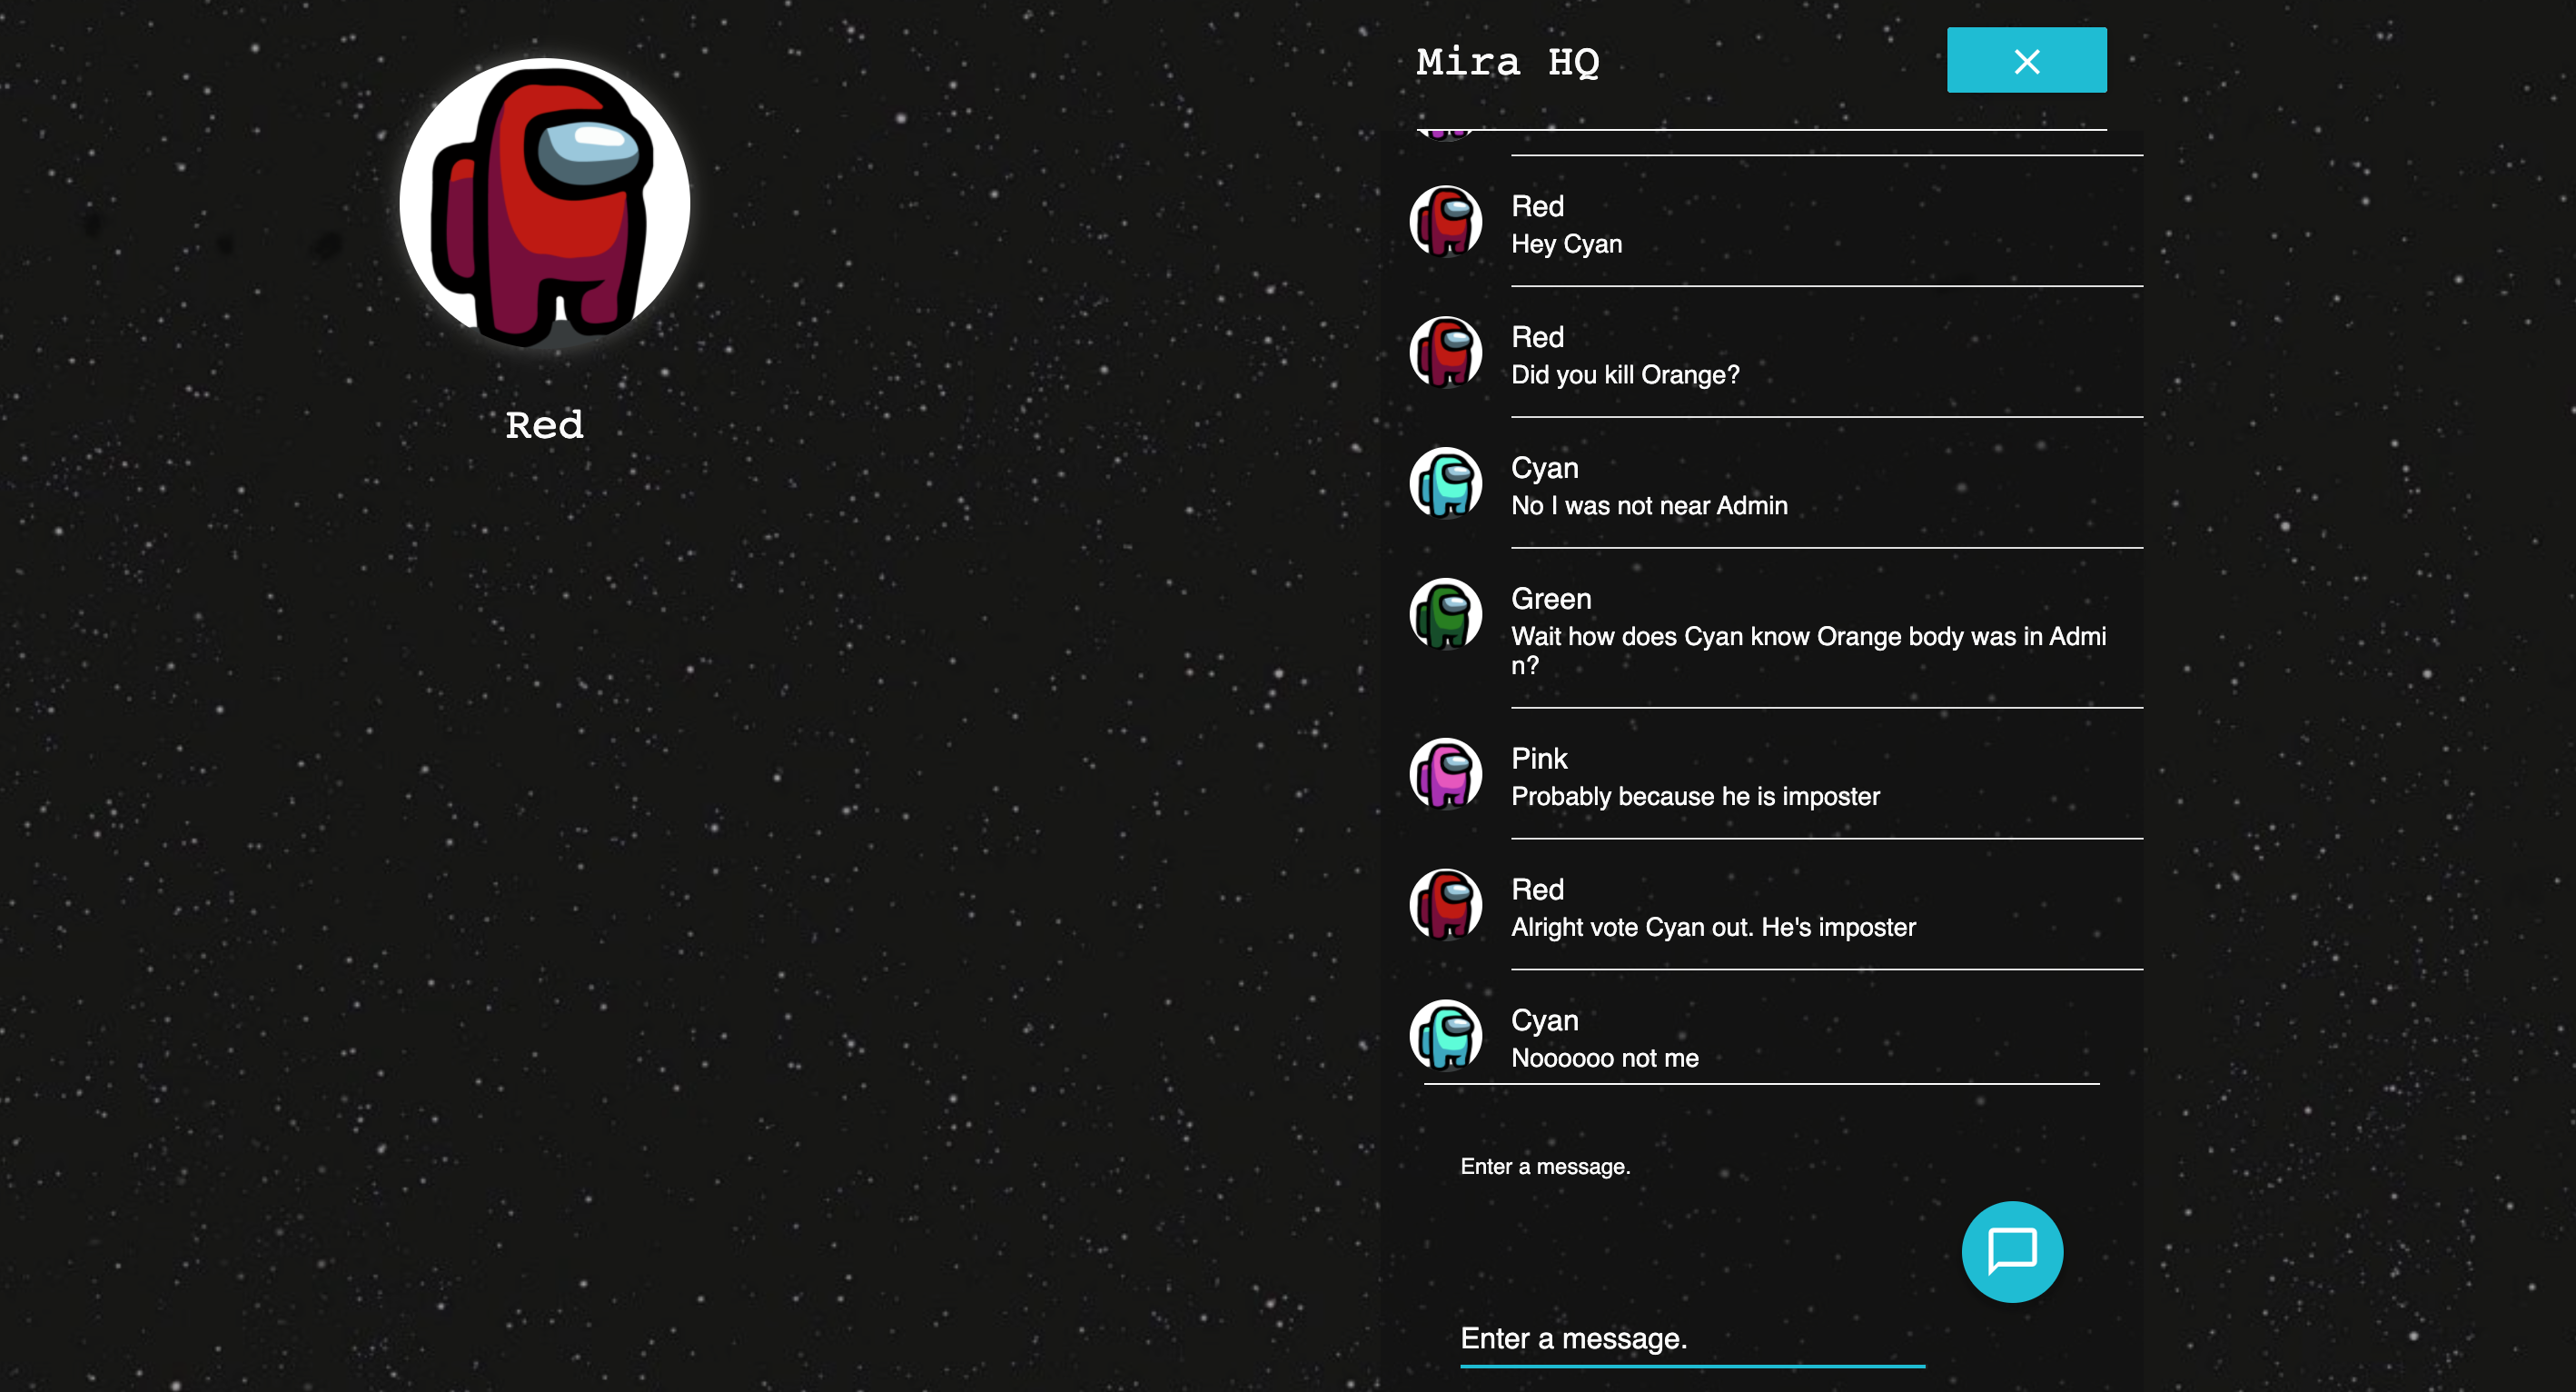 Mira HQ
Red
Red
Hey Cyan
Red
Did you kill Orange?
Cyan
No I was not near Admin
Green
Wait how does Cyan know Orange body was in Admi
n?
Pink
Probably because he is imposter
Red
Alright vote Cyan out. He's imposter
Cyan
Noooooo not me
Enter a message.
Enter a message.